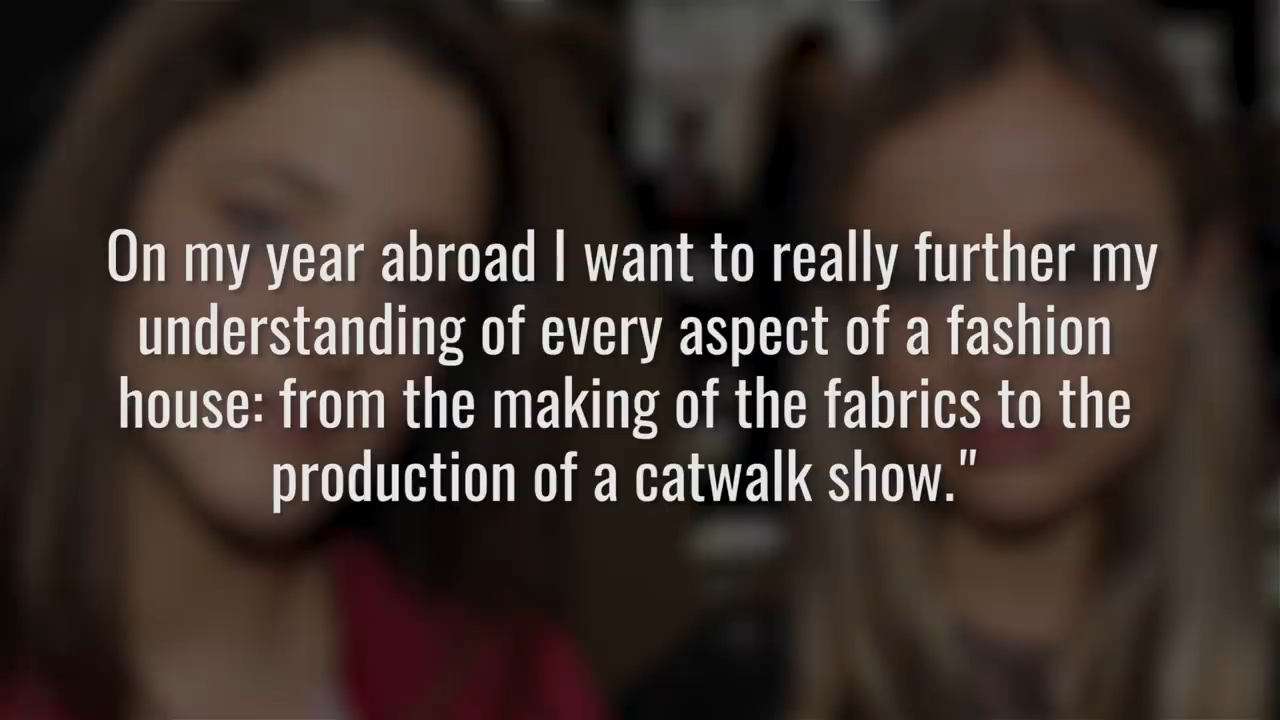 On my year abroad I want to really further my
understanding of every aspect of a fashion
house: from the making of the fabrics to the
production of a catwalk show."